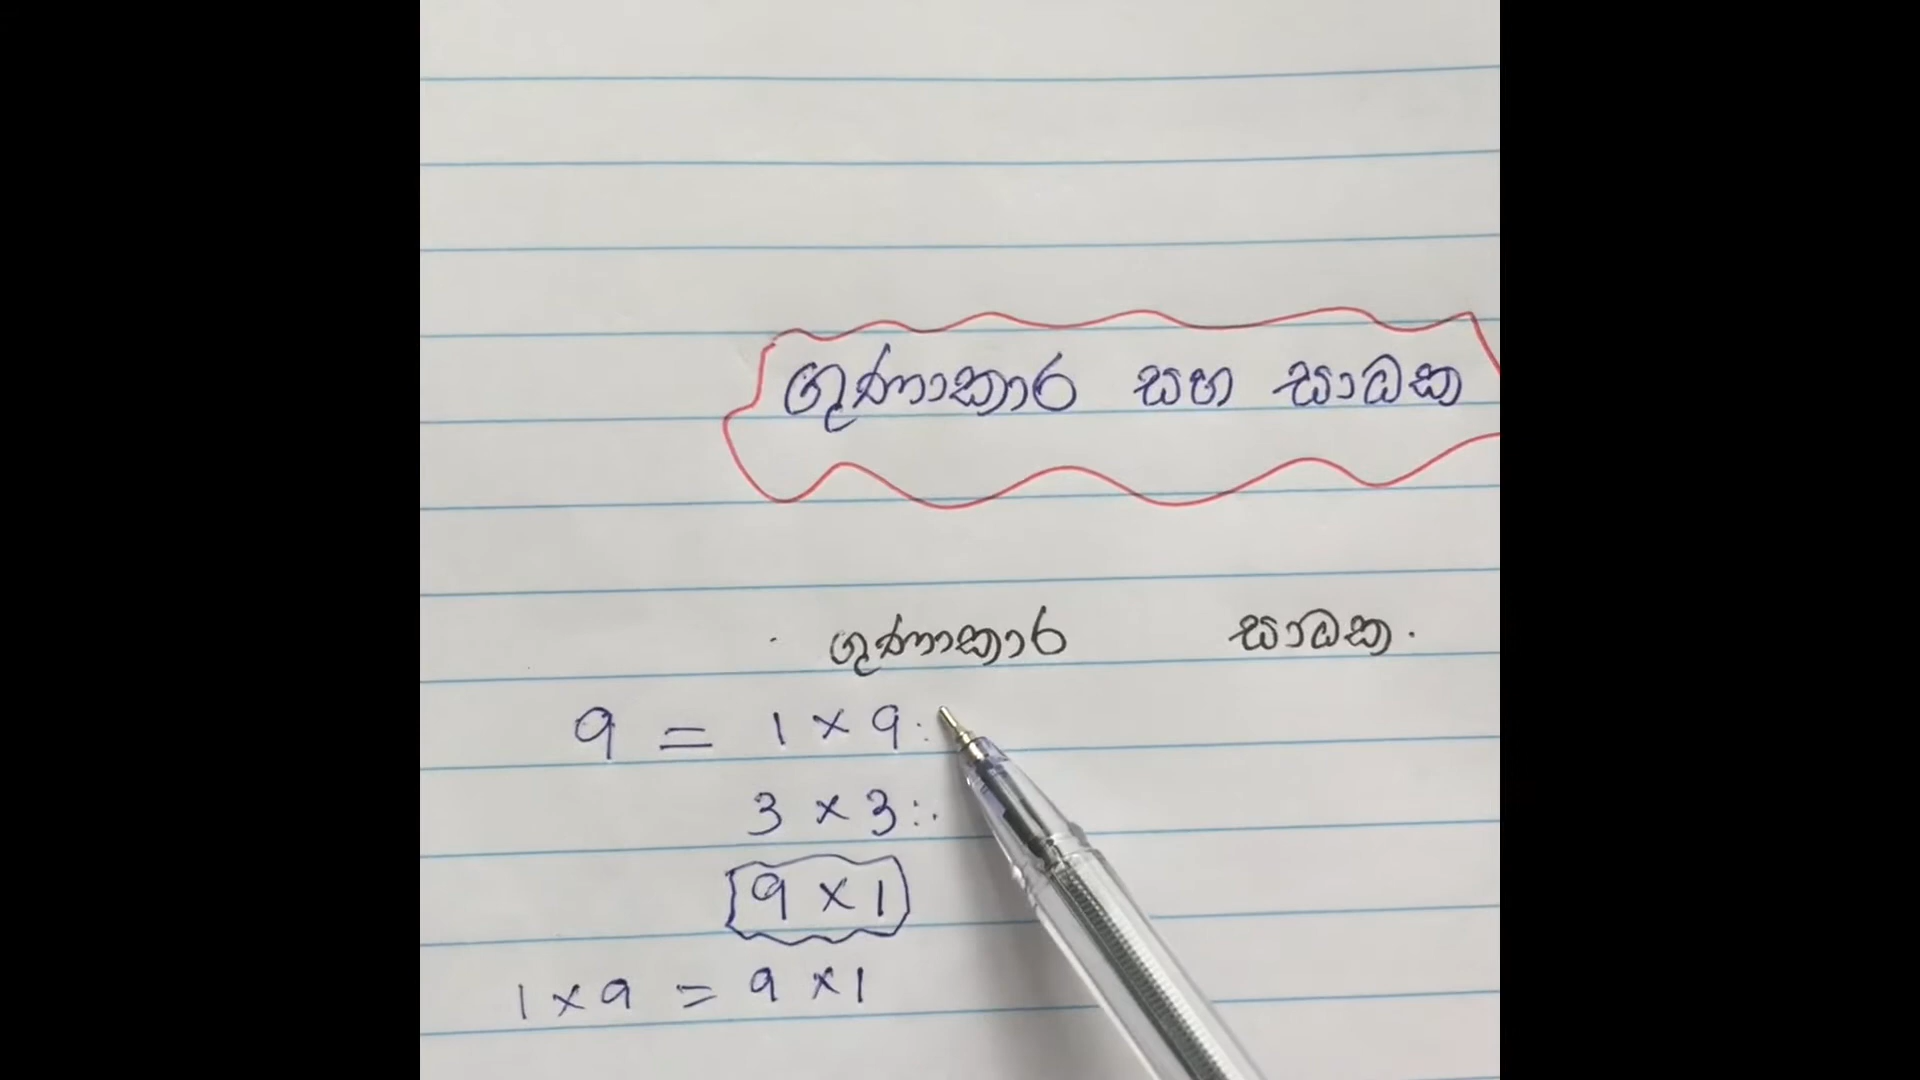 ගුණාකාර සහ සාධක
ගුණාකාර සාධක.
9 = 1 × 9
3 × 3
9 × 1
1 × 9 = 9 × 1